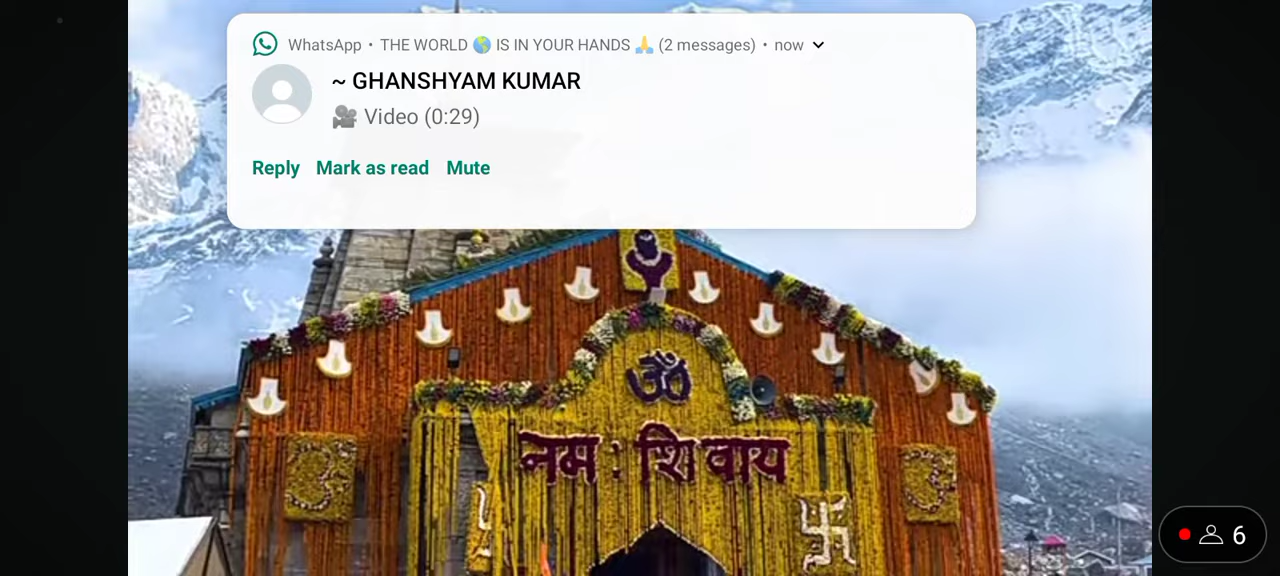 WhatsApp • THE WORLD 🌎 IS IN YOUR HANDS 🙏 (2 messages) • now
~ GHANSHYAM KUMAR
🎥 Video (0:29)
Reply Mark as read Mute
ॐ
नम : शिवाय
6